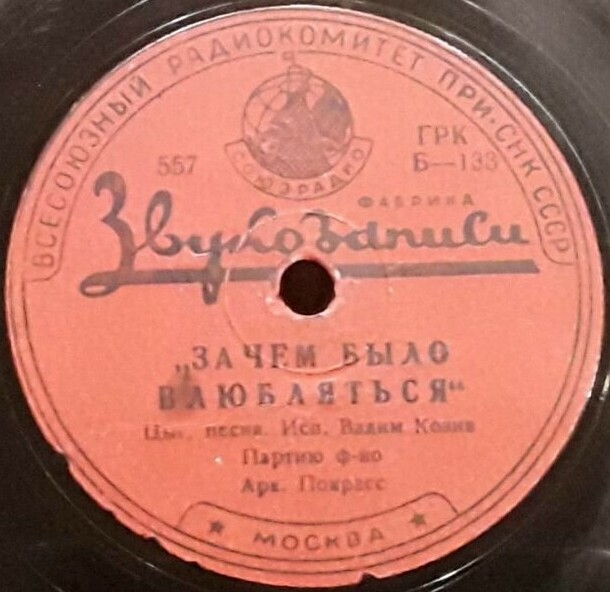 ВСЕСОЮЗНЫЙ РАДИОКОМИТЕТ ПРИ·СНК СССР
СОЮЗРАДИО
557
ГРК
Б—133
ФАБРИКА
Звукозаписи
„ЗАЧЕМ БЫЛО
ВЛЮБЛЯТЬСЯ“
Цыг. песня. Исп. Вадим Козин
Партию ф-но
Арк. Покрасс
★ МОСКВА ★